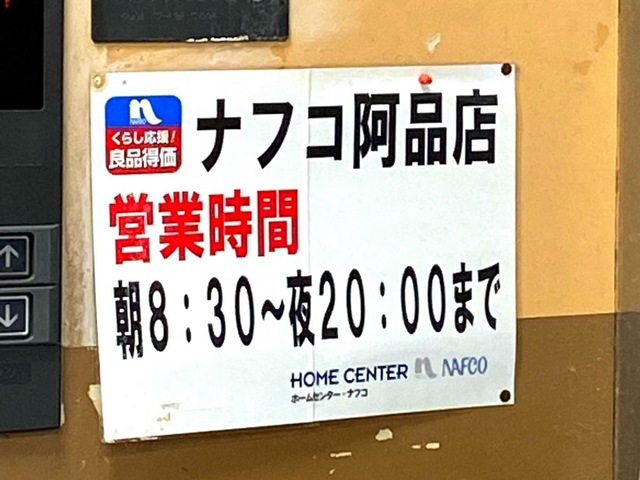 NAFCO
くらし応援!
良品得価
ナフコ阿品店
営業時間
朝8:30~夜20:00まで
HOME CENTER n NAFCO
ホームセンター・ナフコ